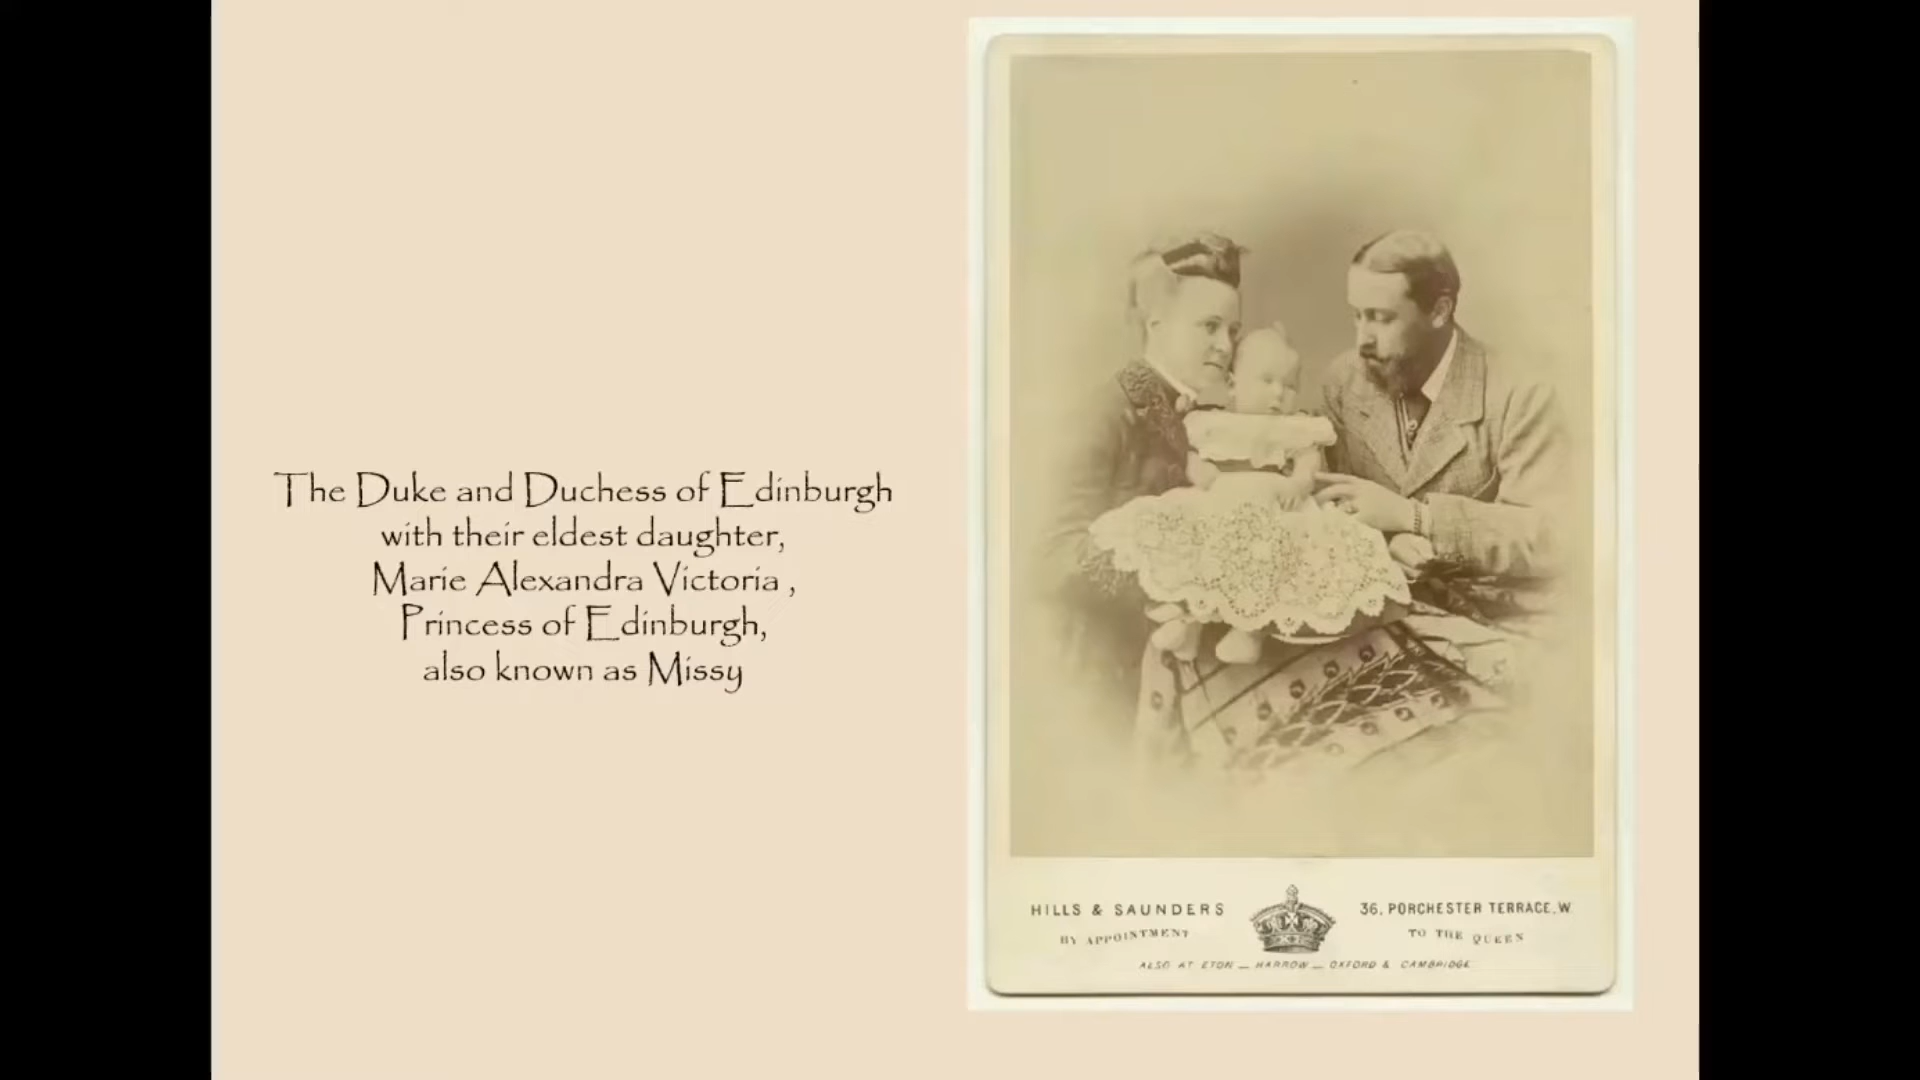 The Duke and Duchess of Edinburgh
with their eldest daughter,
Marie Alexandra Victoria ,
Princess of Edinburgh,
also known as Missy
HILLS & SAUNDERS
BY APPOINTMENT
36, PORCHESTER TERRACE, W.
TO THE QUEEN
ALSO AT ETON — HARROW — OXFORD & CAMBRIDGE